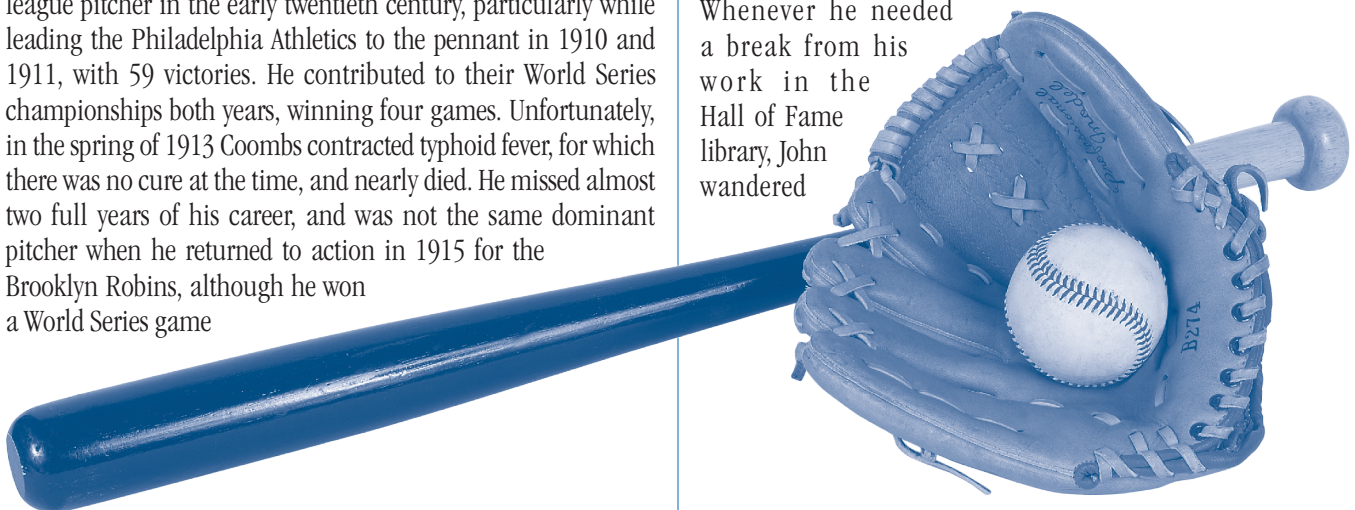 league pitcher in the early twentieth century, particularly while
leading the Philadelphia Athletics to the pennant in 1910 and
1911, with 59 victories. He contributed to their World Series
championships both years, winning four games. Unfortunately,
in the spring of 1913 Coombs contracted typhoid fever, for which
there was no cure at the time, and nearly died. He missed almost
two full years of his career, and was not the same dominant
pitcher when he returned to action in 1915 for the
Brooklyn Robins, although he won
a World Series game
Whenever he needed
a break from his
work in the
Hall of Fame
library, John
wandered
Professional
Model
B274